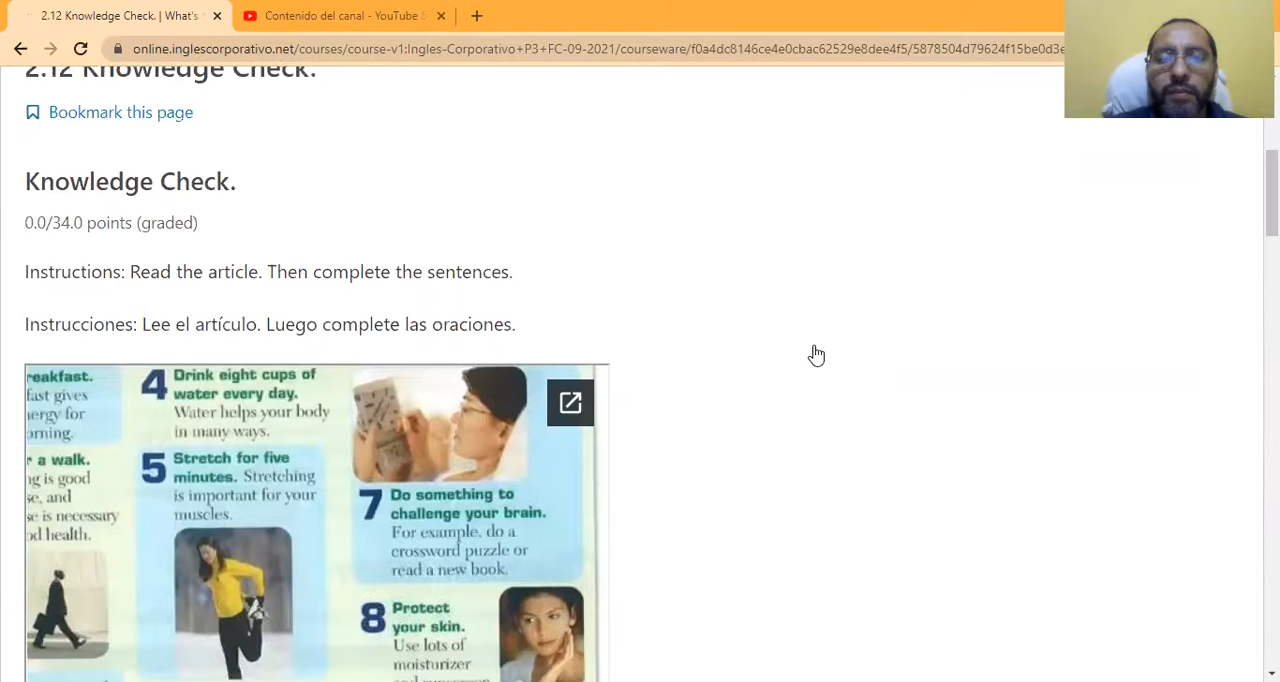 2.12 Knowledge Check. | What's
Contenido del canal - YouTube S
online.inglescorporativo.net/courses/course-v1:Ingles-Corporativo+P3+FC-09-2021/courseware/f0a4dc8146ce4e0cbac62529e8dee4f5/5878504d79624f15be0d3e
2.12 Knowledge Check.
Bookmark this page
Knowledge Check.
0.0/34.0 points (graded)
Instructions: Read the article. Then complete the sentences.
Instrucciones: Lee el artículo. Luego complete las oraciones.
reakfast.
fast gives
nergy for
orning.
r a walk.
ng is good
se, and
se is necessary
od health.
4 Drink eight cups of
water every day.
Water helps your body
in many ways.
5 Stretch for five
minutes. Stretching
is important for your
muscles.
7 Do something to
challenge your brain.
For example, do a
crossword puzzle or
read a new book.
8 Protect
your skin.
Use lots of
moisturizer